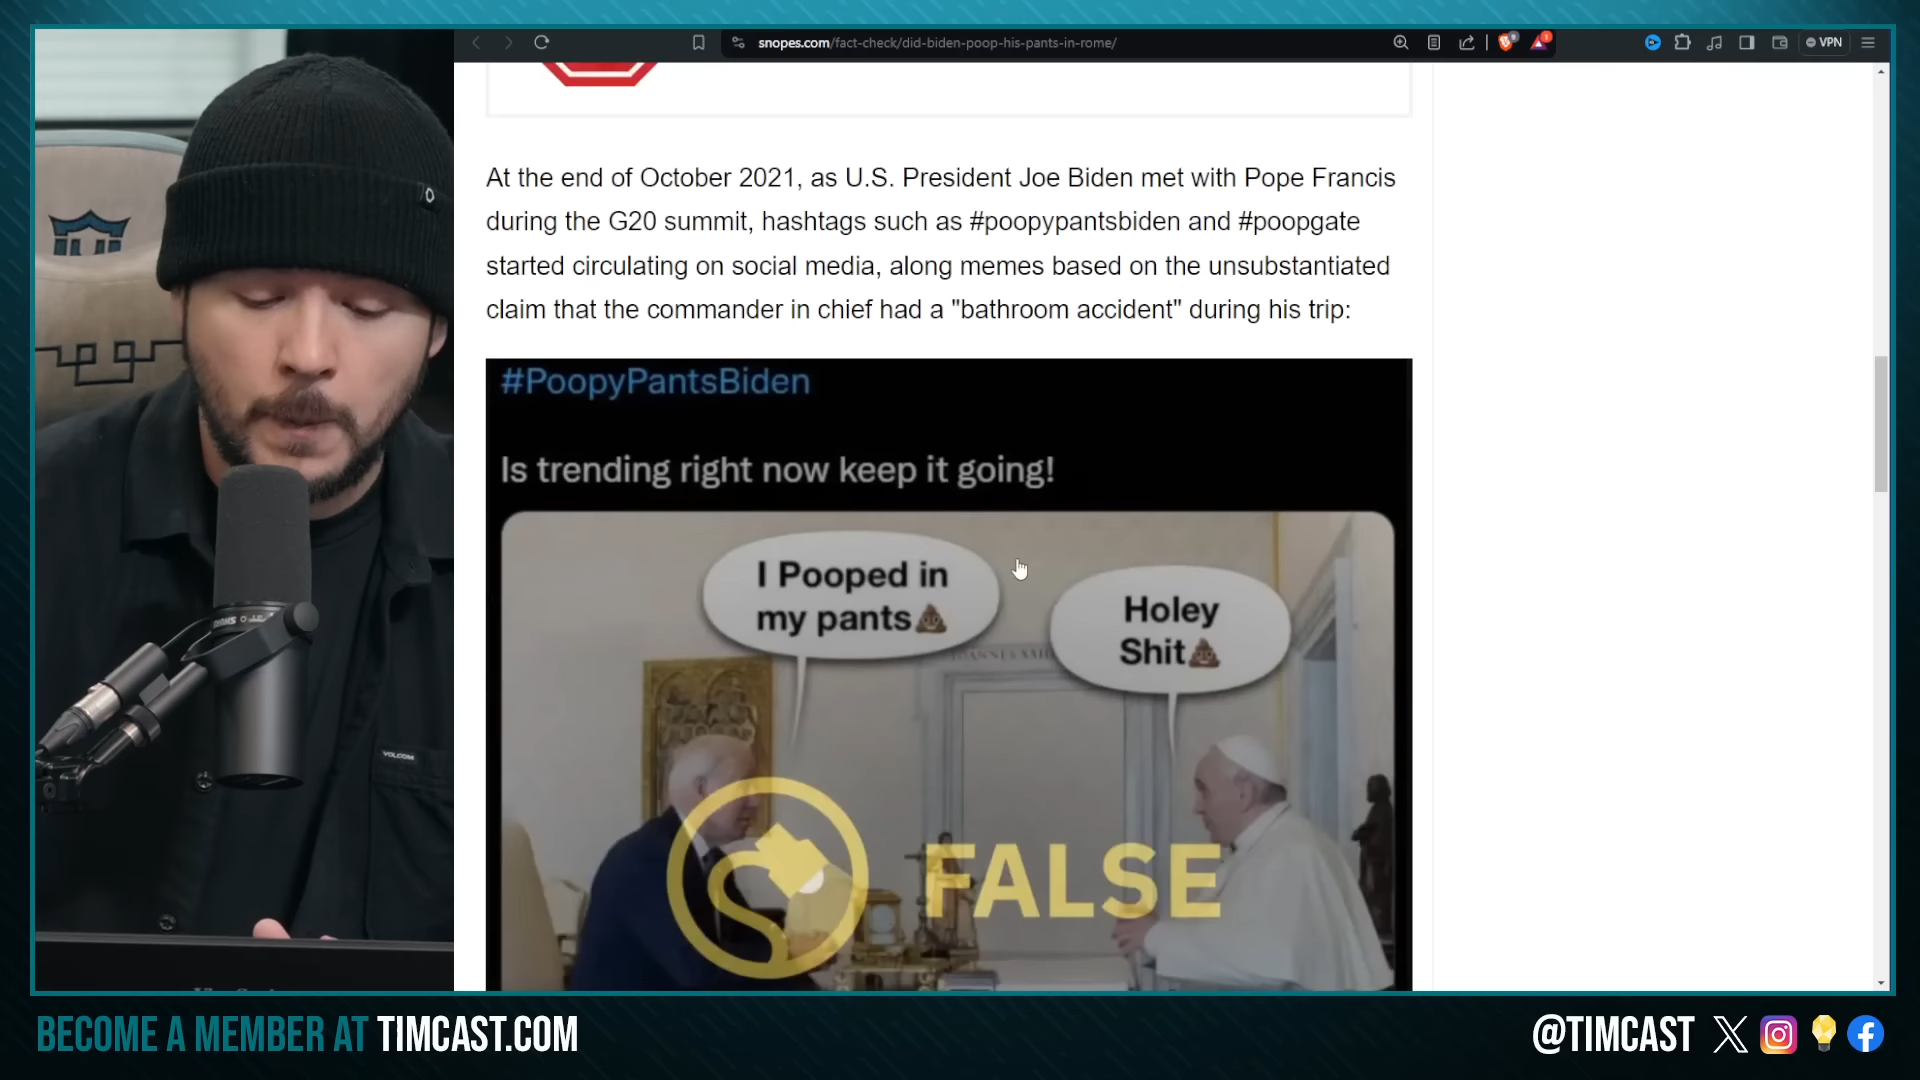 snopes.com/fact-check/did-biden-poop-his-pants-in-rome/
VPN
At the end of October 2021, as U.S. President Joe Biden met with Pope Francis
during the G20 summit, hashtags such as #poopypantsbiden and #poopgate
started circulating on social media, along memes based on the unsubstantiated
claim that the commander in chief had a "bathroom accident" during his trip:
#PoopyPantsBiden
Is trending right now keep it going!
I Pooped in
my pants💩
Holey
Shit💩
FALSE
VOLCOM
BECOME A MEMBER AT TIMCAST.COM
@TIMCAST